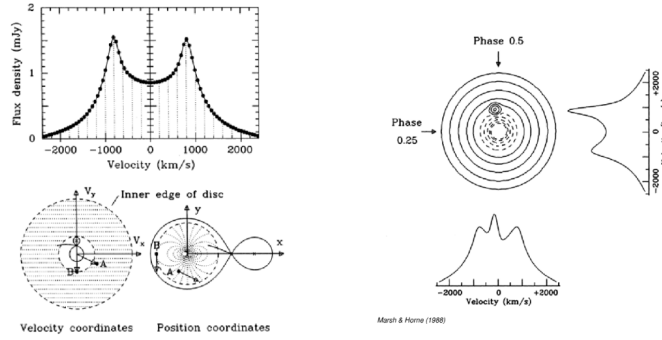 Flux density (mJy)
2
1
0
−2000 −1000 0 1000 2000
Velocity (km/s)
Vy
Inner edge of disc
Vx
A
B
Velocity coordinates
y
x
B
A
Position coordinates
Phase 0.5
Phase
0.25
+2000
0
−2000
−2000 0 +2000
Velocity (km/s)
Marsh & Horne (1988)